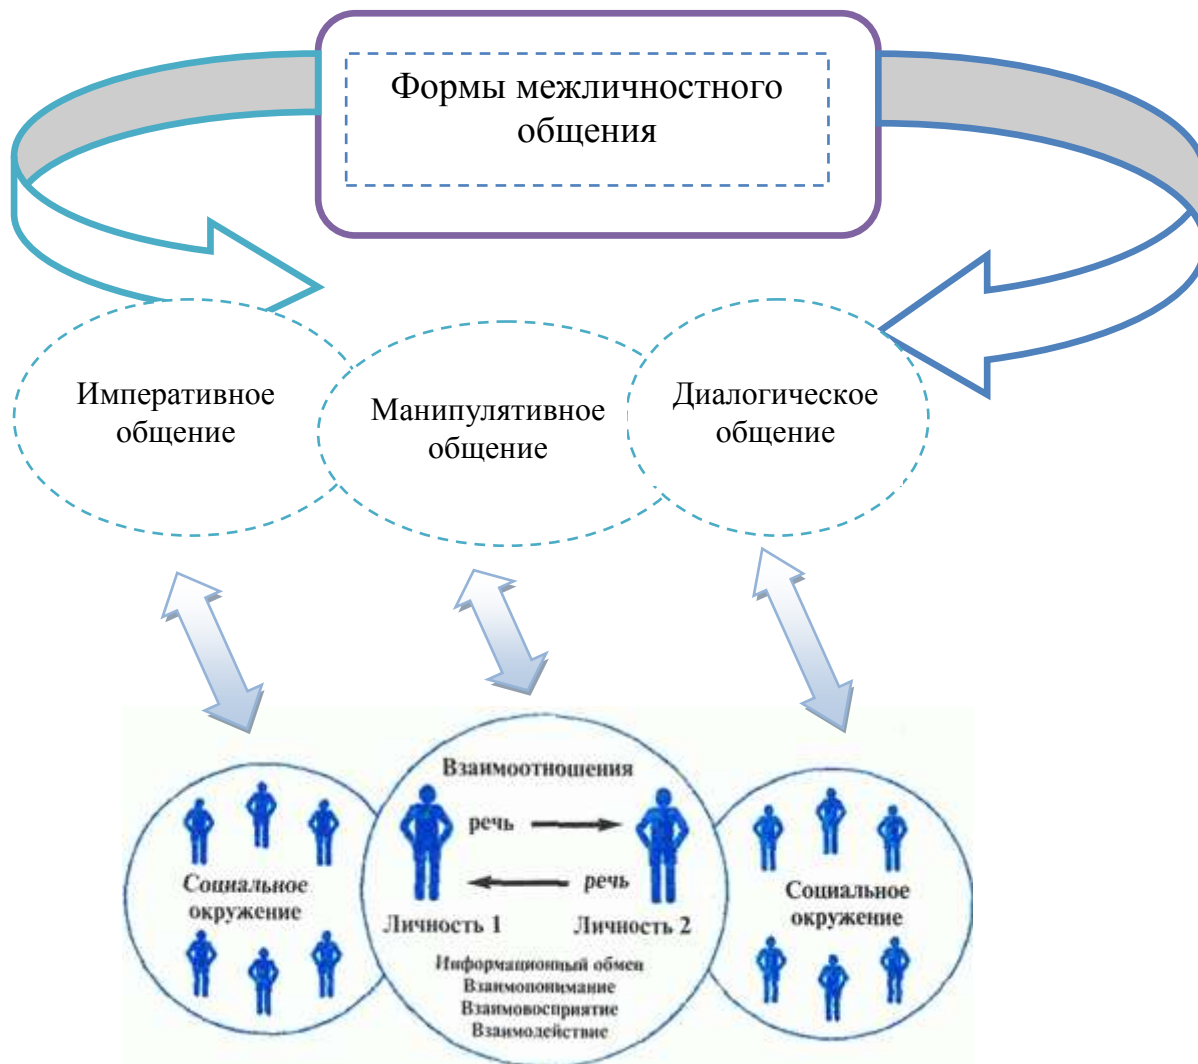 Формы межличностного
общения
Императивное
общение
Манипулятивное
общение
Диалогическое
общение
Взаимоотношения
речь
речь
Социальное
окружение
Личность 1
Личность 2
Социальное
окружение
Информационный обмен
Взаимопонимание
Взаимовосприятие
Взаимодействие